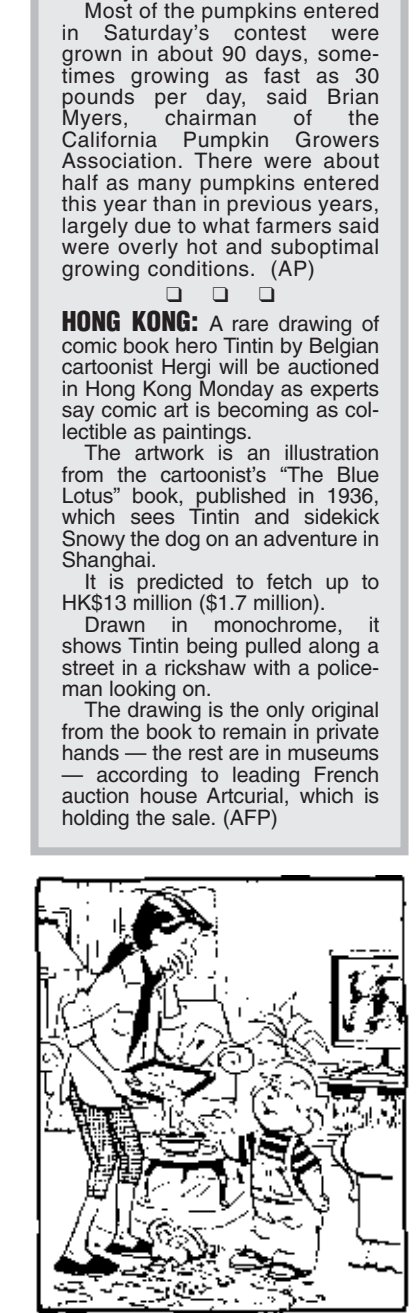 Most of the pumpkins entered
in Saturday's contest were
grown in about 90 days, some-
times growing as fast as 30
pounds per day, said Brian
Myers, chairman of the
California Pumpkin Growers
Association. There were about
half as many pumpkins entered
this year than in previous years,
largely due to what farmers said
were overly hot and suboptimal
growing conditions. (AP)
❑ ❑ ❑
HONG KONG: A rare drawing of
comic book hero Tintin by Belgian
cartoonist Hergi will be auctioned
in Hong Kong Monday as experts
say comic art is becoming as col-
lectible as paintings.
The artwork is an illustration
from the cartoonist's “The Blue
Lotus” book, published in 1936,
which sees Tintin and sidekick
Snowy the dog on an adventure in
Shanghai.
It is predicted to fetch up to
HK$13 million ($1.7 million).
Drawn in monochrome, it
shows Tintin being pulled along a
street in a rickshaw with a police-
man looking on.
The drawing is the only original
from the book to remain in private
hands — the rest are in museums
— according to leading French
auction house Artcurial, which is
holding the sale. (AFP)